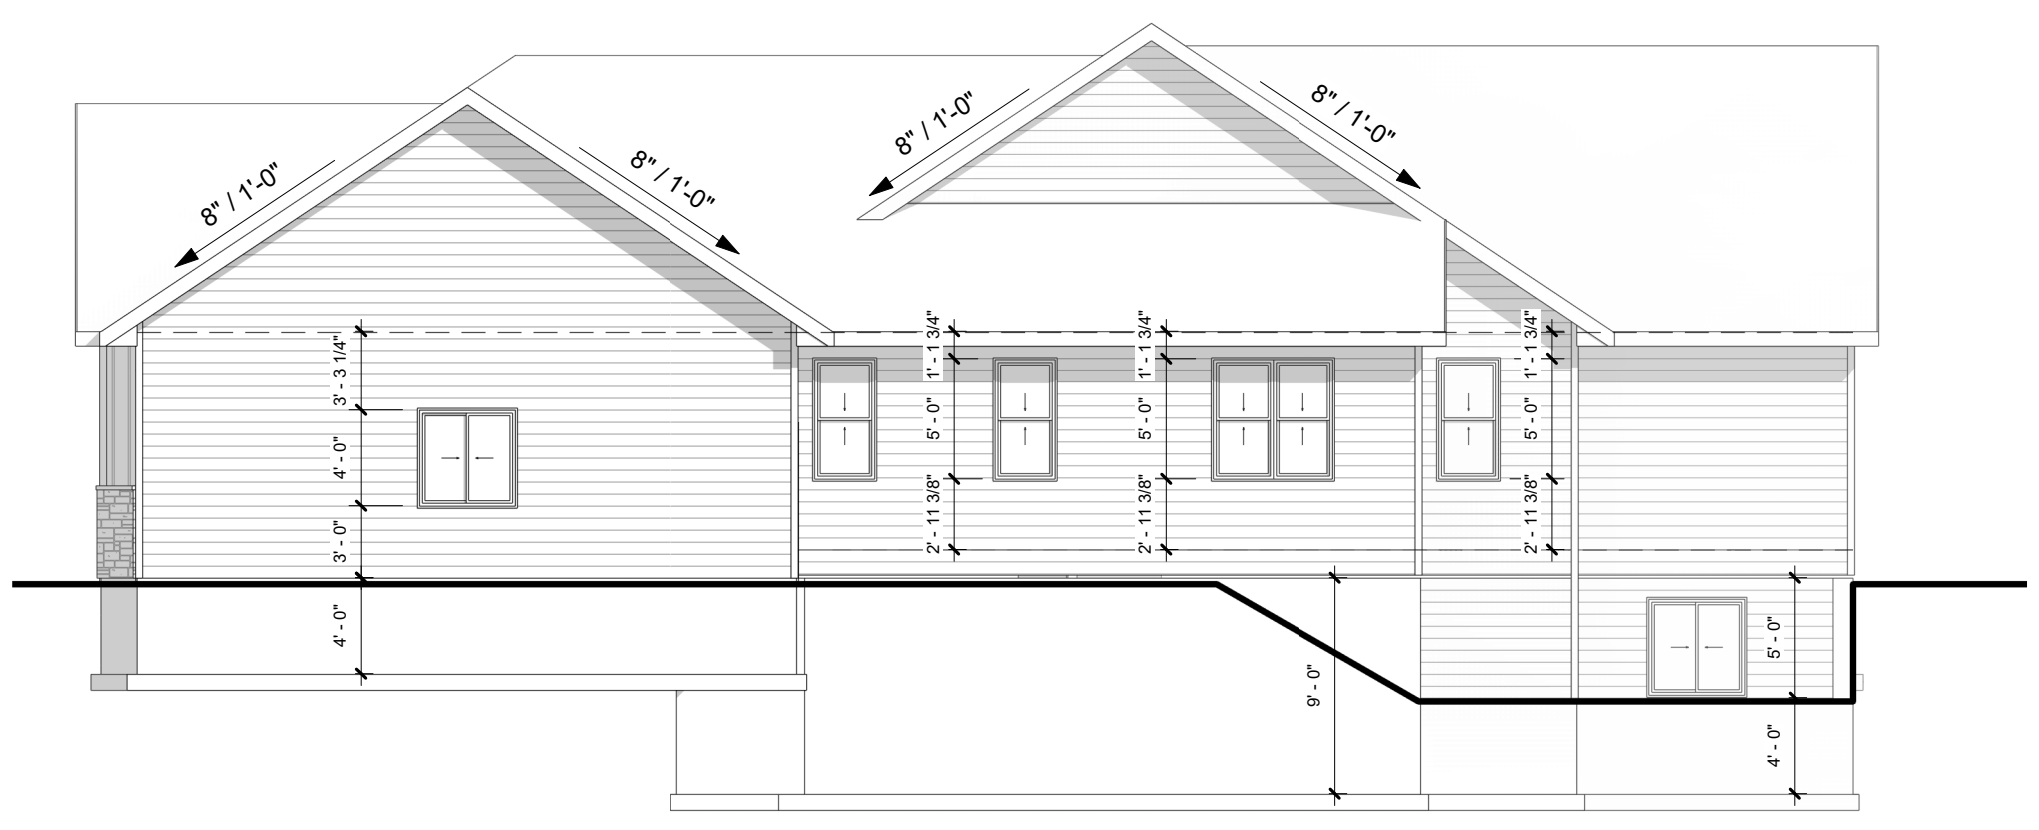 8" / 1'-0"
8" / 1'-0"
8" / 1'-0"
8" / 1'-0"
3' - 3 1/4"
4' - 0"
3' - 0"
4' - 0"
1' - 1 3/4"
5' - 0"
2' - 11 3/8"
1' - 1 3/4"
5' - 0"
2' - 11 3/8"
1' - 1 3/4"
5' - 0"
2' - 11 3/8"
9' - 0"
5' - 0"
4' - 0"